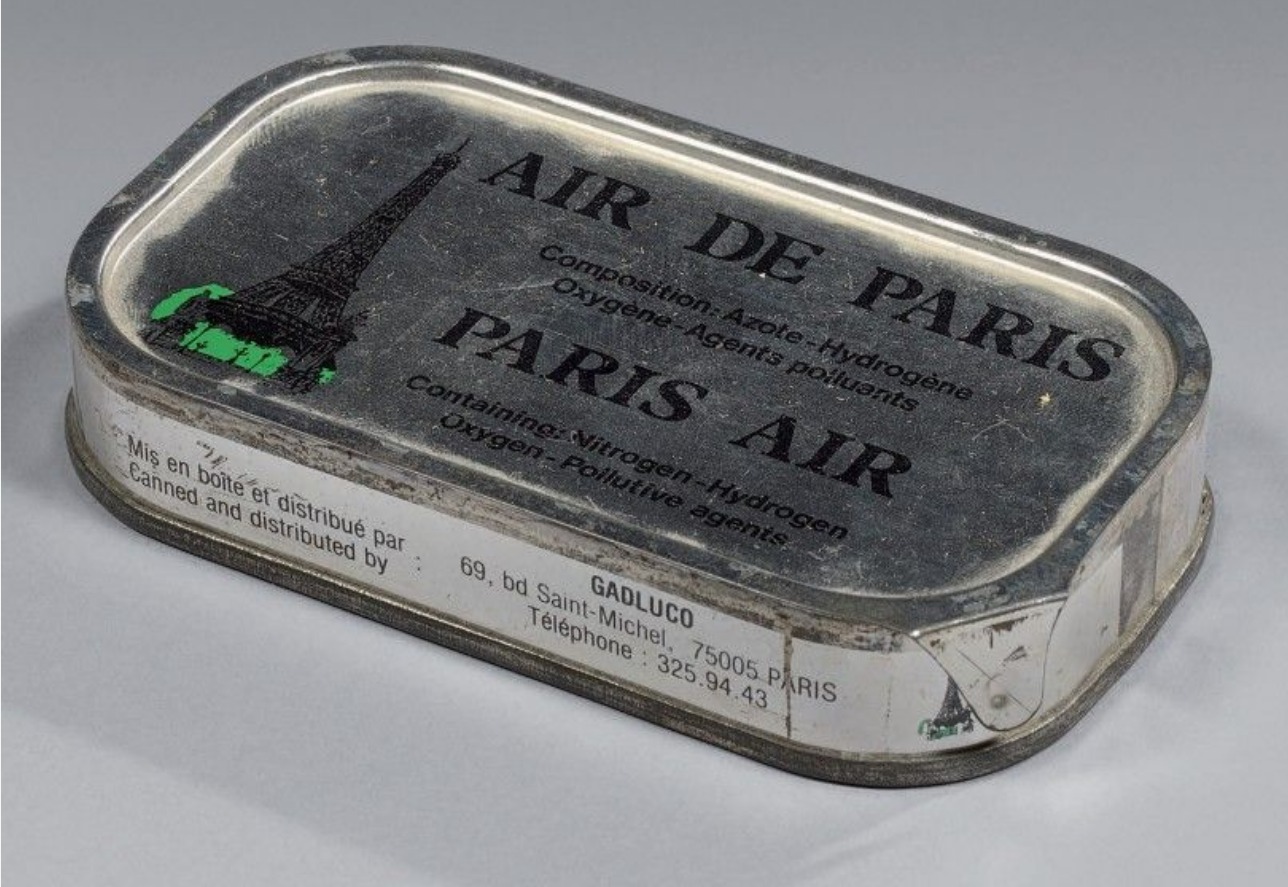 AIR DE PARIS
Composition: Azote - Hydrogène
Oxygène - Agents polluants
PARIS AIR
Containing: Nitrogen - Hydrogen
Oxygen - Pollutive agents
Mis en boîte et distribué par
Canned and distributed by :
GADLUCO
69, bd Saint-Michel, 75005 PARIS
Téléphone : 325.94.43